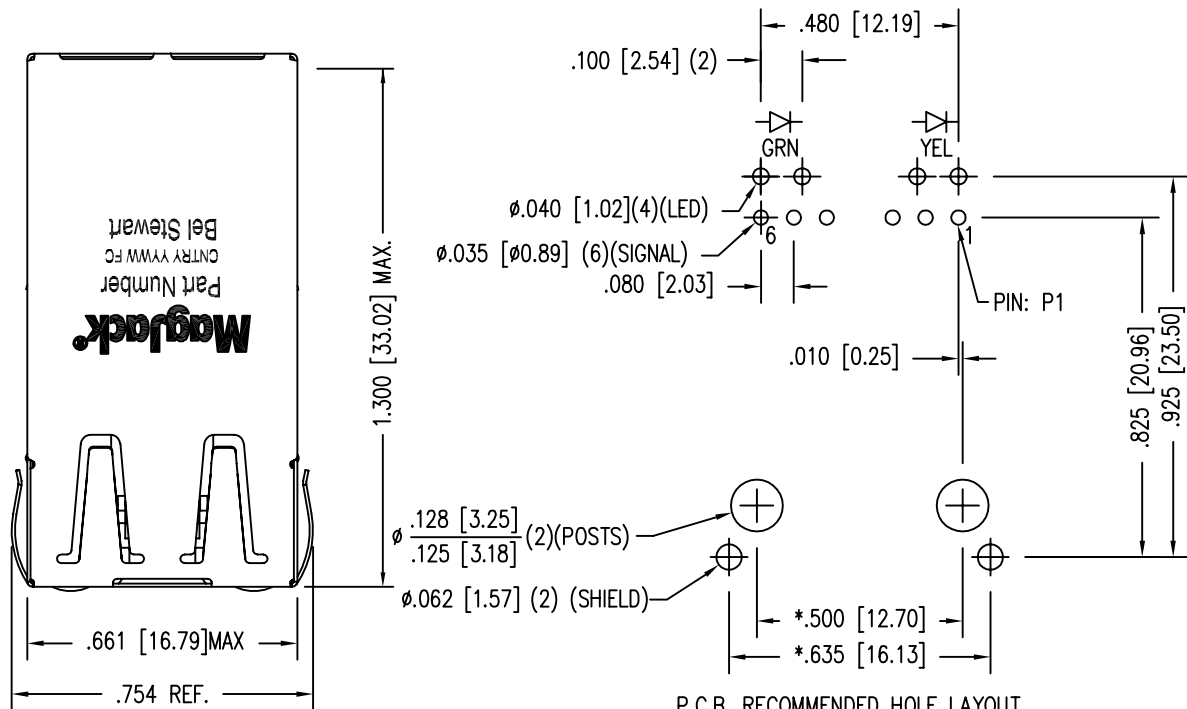 .480 [12.19]
.100 [2.54] (2)
GRN
YEL
ø.040 [1.02](4)(LED)
6
1
ø.035 [ø0.89] (6)(SIGNAL)
.080 [2.03]
PIN: P1
.010 [0.25]
.825 [20.96]
.925 [23.50]
1.300 [33.02] MAX.
MagJack®
Part Number
CNTRY YYWW FC
Bel Stewart
ø .128 [3.25]
.125 [3.18] (2)(POSTS)
ø.062 [1.57] (2) (SHIELD)
*.500 [12.70]
*.635 [16.13]
.661 [16.79]MAX
.754 REF.
P.C.B. RECOMMENDED HOLE LAYOUT